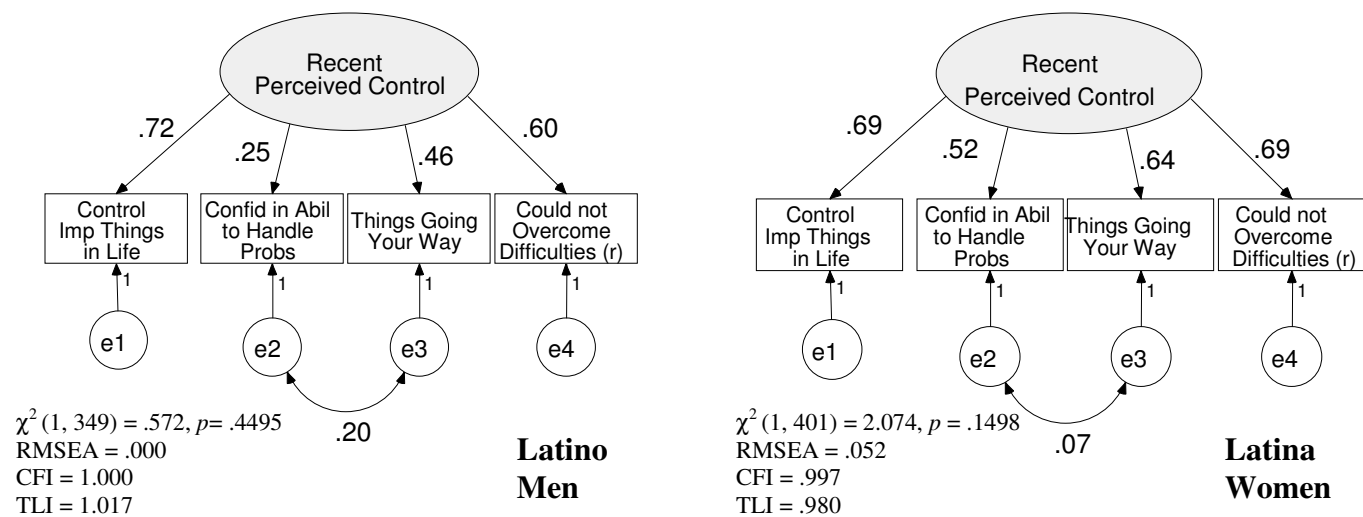 Recent
Perceived Control
.72
.25
.46
.60
Control
Imp Things
in Life
Confid in Abil
to Handle
Probs
Things Going
Your Way
Could not
Overcome
Difficulties (r)
1
1
1
1
e1
e2
e3
e4
.20
χ² (1, 349) = .572, p= .4495
RMSEA = .000
CFI = 1.000
TLI = 1.017
Latino
Men
Recent
Perceived Control
.69
.52
.64
.69
Control
Imp Things
in Life
Confid in Abil
to Handle
Probs
Things Going
Your Way
Could not
Overcome
Difficulties (r)
1
1
1
1
e1
e2
e3
e4
.07
χ² (1, 401) = 2.074, p = .1498
RMSEA = .052
CFI = .997
TLI = .980
Latina
Women